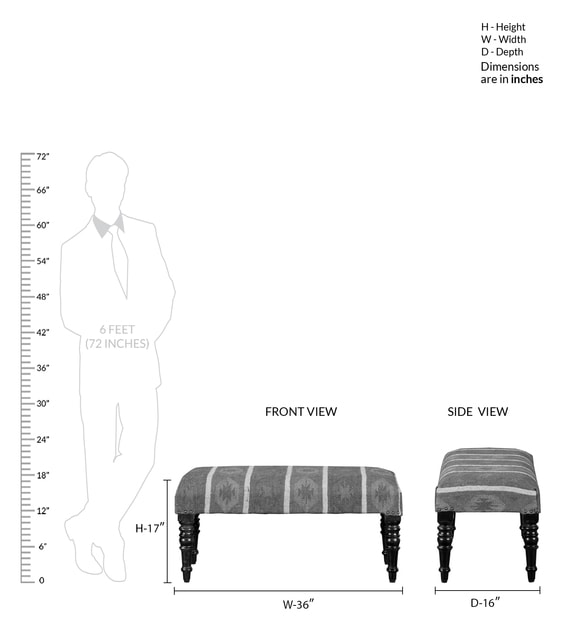 H - Height
W - Width
D - Depth
Dimensions
are in inches
72"
66"
60"
54"
48"
42"
36"
30"
24"
18"
12"
6"
0
6 FEET
(72 INCHES)
FRONT VIEW
SIDE VIEW
H-17"
W-36"
D-16"